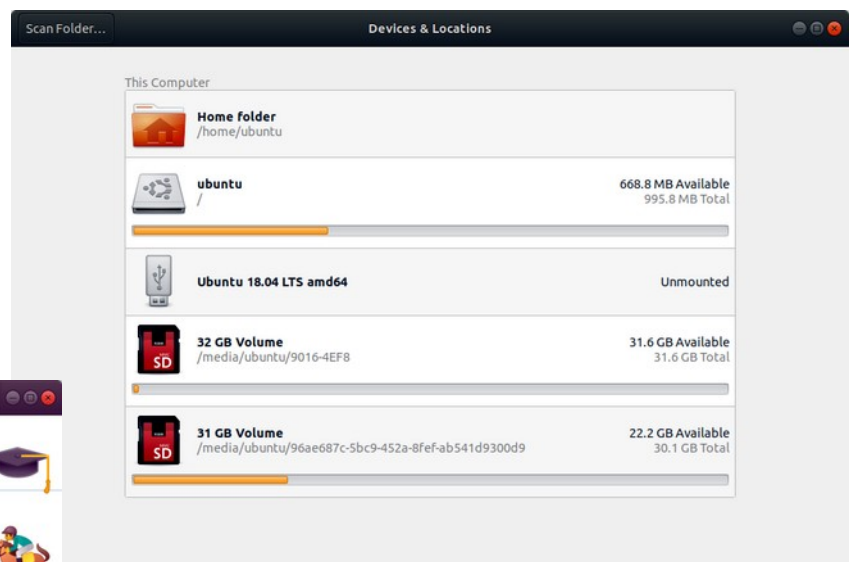 Scan Folder...
Devices & Locations
This Computer
Home folder
/home/ubuntu
ubuntu
668.8 MB Available
/
995.8 MB Total
Ubuntu 18.04 LTS amd64
Unmounted
32 GB Volume
31.6 GB Available
/media/ubuntu/9016-4EF8
31.6 GB Total
SD
31 GB Volume
22.2 GB Available
/media/ubuntu/96ae687c-5bc9-452a-8fef-ab541d9300d9
30.1 GB Total
SD